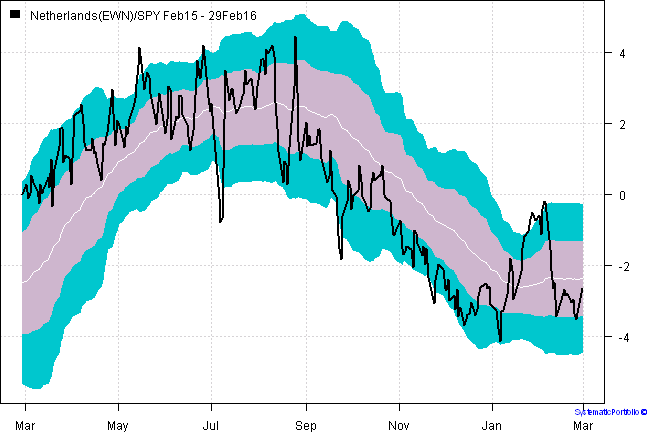 Netherlands(EWN)/SPY Feb15 - 29Feb16
4
2
0
-2
-4
Mar May Jul Sep Nov Jan Mar
SystematicPortfolio ©